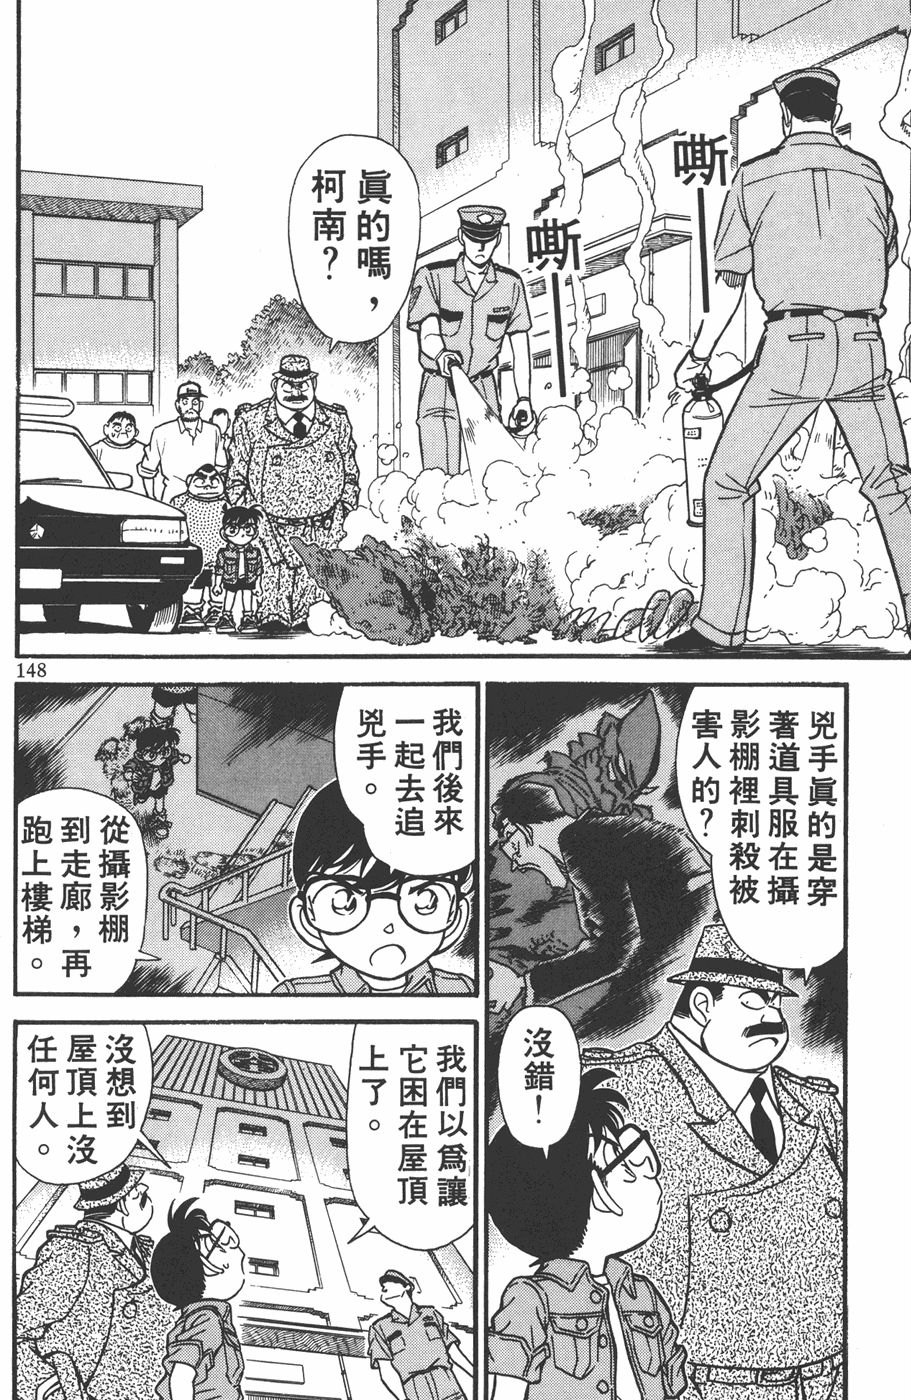 真的嗎，
柯南？
嘶
嘶
148
兇手真的是穿
著道具服在攝
影棚裡刺殺被
害人的？
沒錯！
我們後來
一起去追
兇手。
從攝影棚
到走廊，再
跑上樓梯。
我們以為讓
它困在屋頂
上了。
沒想到
屋頂上沒
任何人。